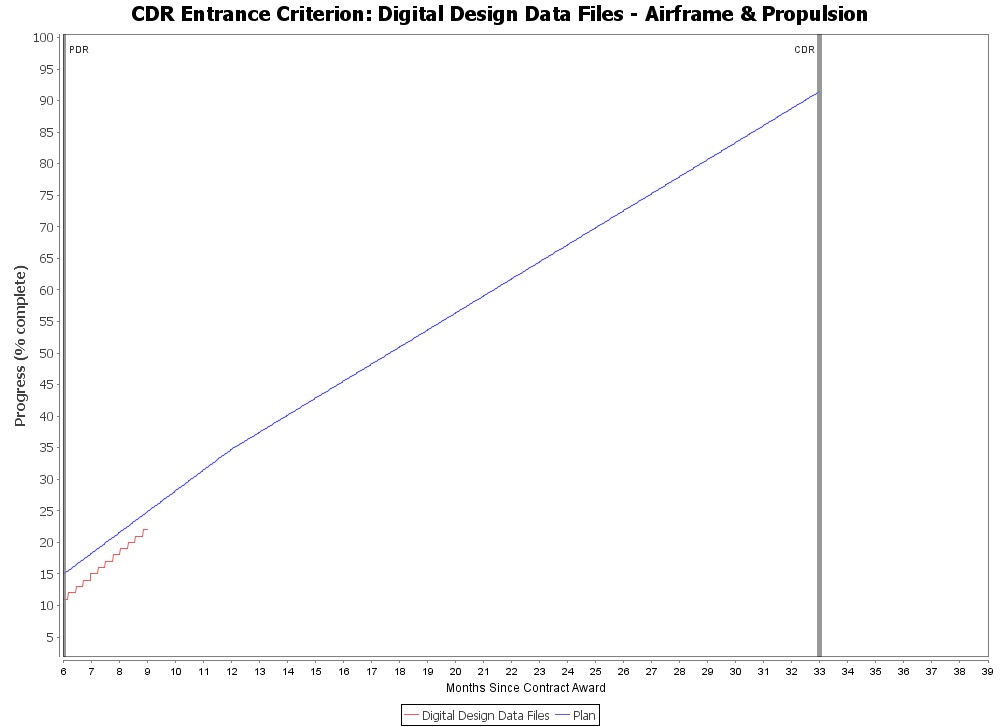 CDR Entrance Criterion: Digital Design Data Files - Airframe & Propulsion
100
95
90
85
80
75
70
65
60
55
50
45
40
35
30
25
20
15
10
5
Progress (% complete)
PDR
CDR
6 7 8 9 10 11 12 13 14 15 16 17 18 19 20 21 22 23 24 25 26 27 28 29 30 31 32 33 34 35 36 37 38 39
Months Since Contract Award
Digital Design Data Files Plan